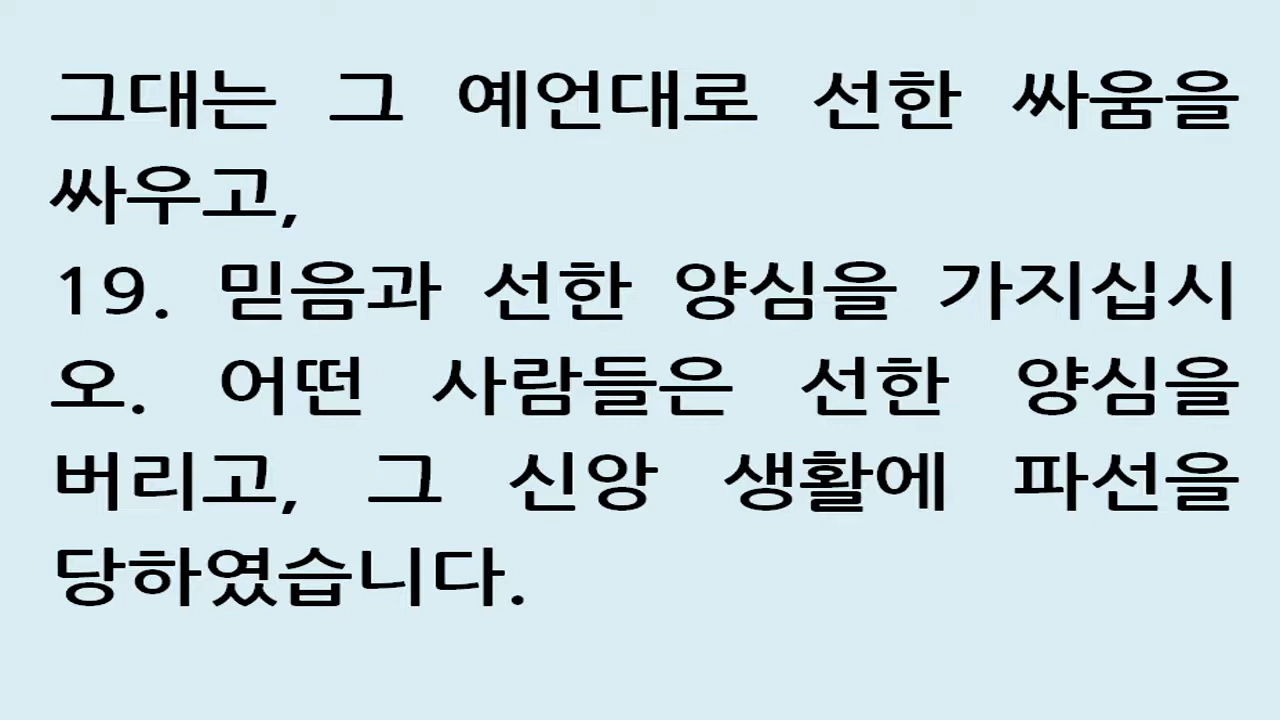 그대는 그 예언대로 선한 싸움을
싸우고,
19. 믿음과 선한 양심을 가지십시
오. 어떤 사람들은 선한 양심을
버리고, 그 신앙 생활에 파선을
당하였습니다.